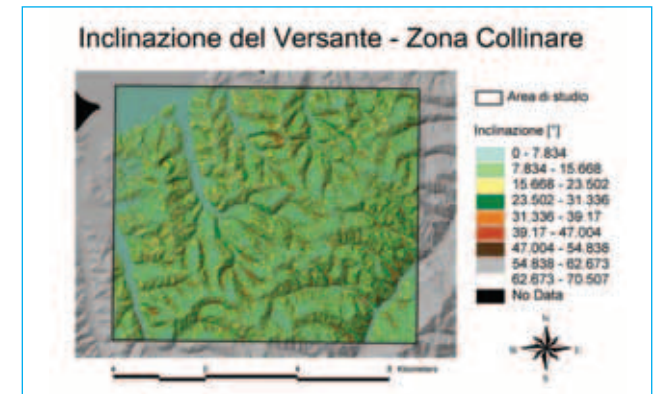 Inclinazione del Versante - Zona Collinare
Area di studio
Inclinazione [°]
0 - 7.834
7.834 - 15.668
15.668 - 23.502
23.502 - 31.336
31.336 - 39.17
39.17 - 47.004
47.004 - 54.838
54.838 - 62.673
62.673 - 70.507
No Data
N
E
S
Kilometers